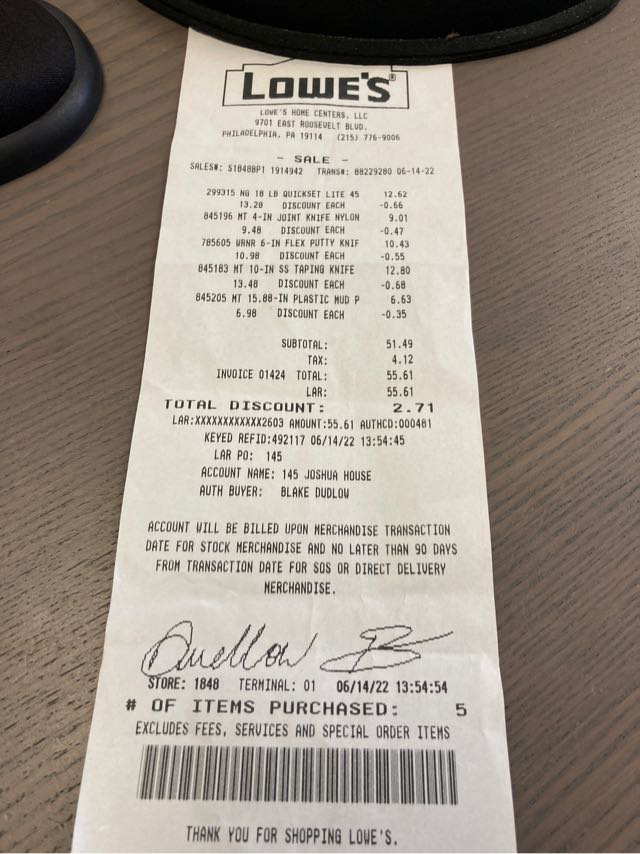 LOWE'S®
LOWE'S HOME CENTERS, LLC
9701 EAST ROOSEVELT BLVD.
PHILADELPHIA, PA 19114 (215) 776-9006
- SALE -
SALES#: S1848BP1 1914942 TRANS#: 88229280 06-14-22
299315 NG 18 LB QUICKSET LITE 45 12.62
13.28 DISCOUNT EACH -0.66
845196 MT 4-IN JOINT KNIFE NYLON 9.01
9.48 DISCOUNT EACH -0.47
785605 WRNR 6-IN FLEX PUTTY KNIF 10.43
10.98 DISCOUNT EACH -0.55
845183 MT 10-IN SS TAPING KNIFE 12.80
13.48 DISCOUNT EACH -0.68
845205 MT 15.88-IN PLASTIC MUD P 6.63
6.98 DISCOUNT EACH -0.35
SUBTOTAL: 51.49
TAX: 4.12
INVOICE 01424 TOTAL: 55.61
LAR: 55.61
TOTAL DISCOUNT: 2.71
LAR:XXXXXXXXXXXX2603 AMOUNT:55.61 AUTHCD:000481
KEYED REFID:492117 06/14/22 13:54:45
LAR PO: 145
ACCOUNT NAME: 145 JOSHUA HOUSE
AUTH BUYER: BLAKE DUDLOW
ACCOUNT WILL BE BILLED UPON MERCHANDISE TRANSACTION
DATE FOR STOCK MERCHANDISE AND NO LATER THAN 90 DAYS
FROM TRANSACTION DATE FOR SOS OR DIRECT DELIVERY
MERCHANDISE.
STORE: 1848 TERMINAL: 01 06/14/22 13:54:54
# OF ITEMS PURCHASED: 5
EXCLUDES FEES, SERVICES AND SPECIAL ORDER ITEMS
THANK YOU FOR SHOPPING LOWE'S.